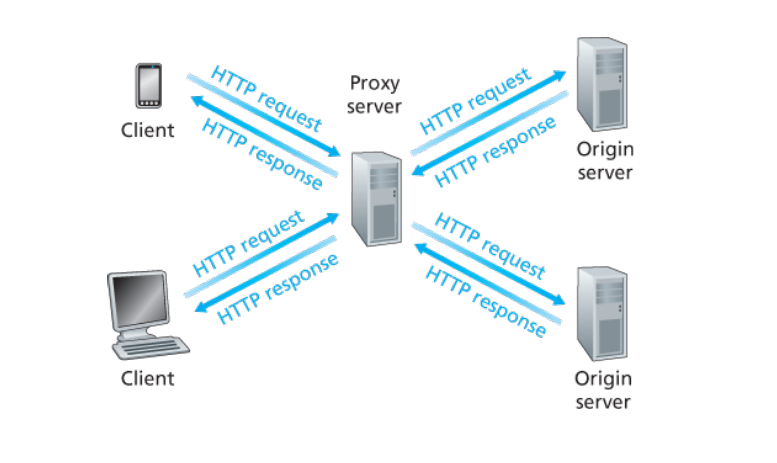 HTTP request
HTTP response
Client
Proxy
server
HTTP request
HTTP response
Origin
server
HTTP request
HTTP response
Client
HTTP request
HTTP response
Origin
server